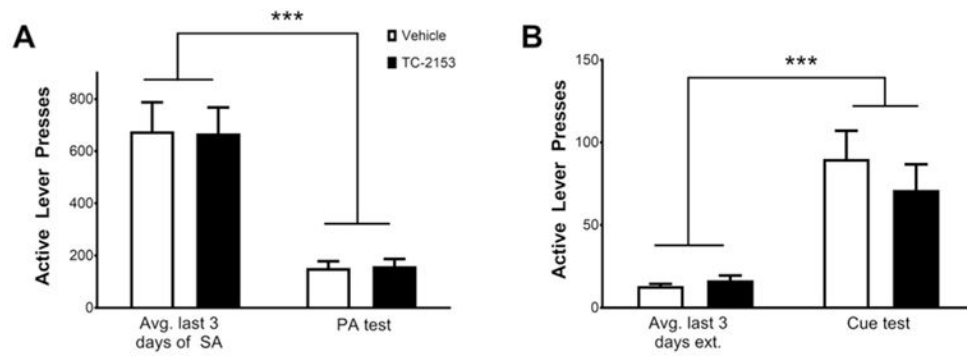 A
***
Vehicle
TC-2153
Active Lever Presses
800
600
400
200
0
Avg. last 3
days of SA
PA test
B
***
Active Lever Presses
150
100
50
0
Avg. last 3
days ext.
Cue test